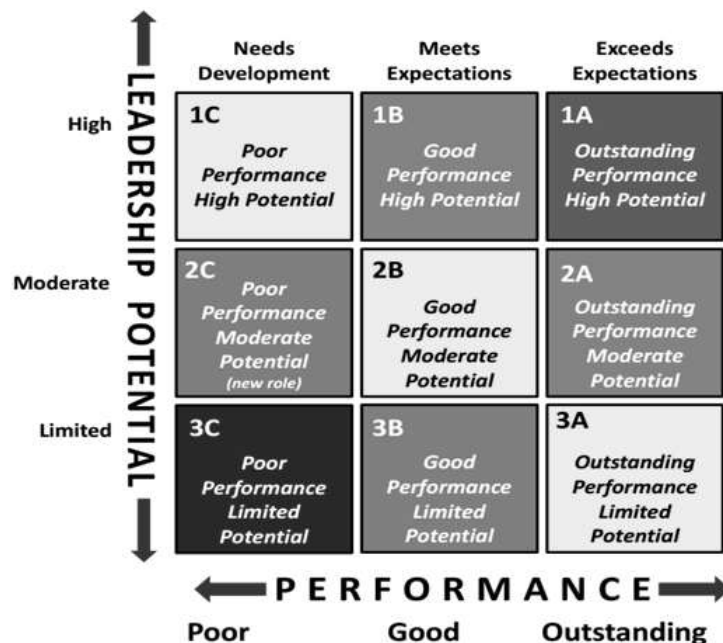 Needs
Development
Meets
Expectations
Exceeds
Expectations
LEADERSHIP POTENTIAL
High
1C
Poor
Performance
High Potential
1B
Good
Performance
High Potential
1A
Outstanding
Performance
High Potential
Moderate
2C
Poor
Performance
Moderate
Potential
(new role)
2B
Good
Performance
Moderate
Potential
2A
Outstanding
Performance
Moderate
Potential
Limited
3C
Poor
Performance
Limited
Potential
3B
Good
Performance
Limited
Potential
3A
Outstanding
Performance
Limited
Potential
PERFORMANCE
Poor
Good
Outstanding